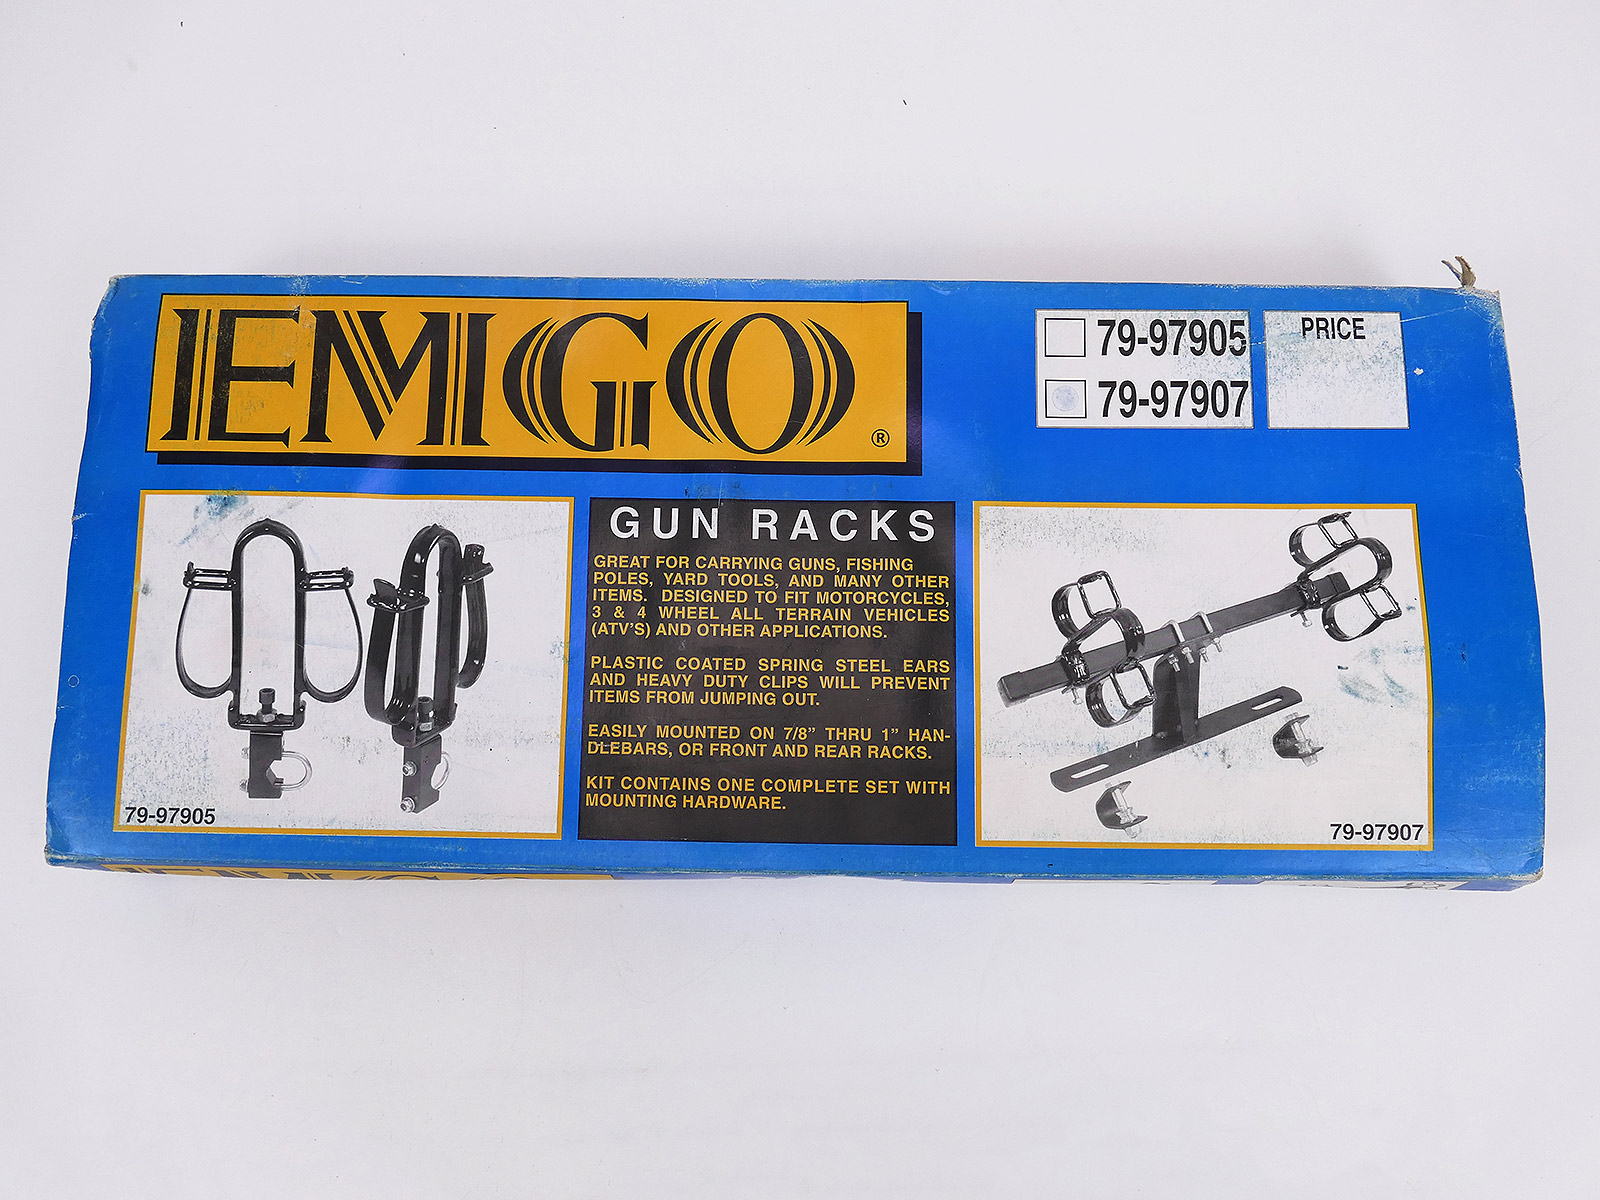 EMGO®
79-97905
79-97907
PRICE
GUN RACKS
GREAT FOR CARRYING GUNS, FISHING
POLES, YARD TOOLS, AND MANY OTHER
ITEMS. DESIGNED TO FIT MOTORCYCLES,
3 & 4 WHEEL ALL TERRAIN VEHICLES
(ATV'S) AND OTHER APPLICATIONS.
PLASTIC COATED SPRING STEEL EARS
AND HEAVY DUTY CLIPS WILL PREVENT
ITEMS FROM JUMPING OUT.
EASILY MOUNTED ON 7/8" THRU 1" HAN-
DLEBARS, OR FRONT AND REAR RACKS.
KIT CONTAINS ONE COMPLETE SET WITH
MOUNTING HARDWARE.
79-97905
79-97907